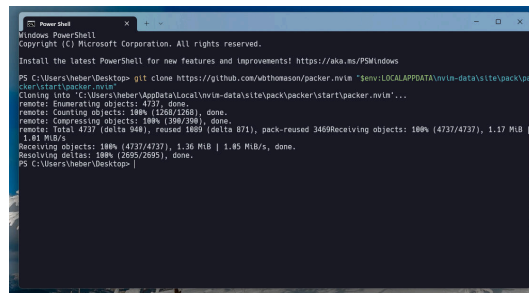 Power Shell
Windows PowerShell
Copyright (C) Microsoft Corporation. All rights reserved.
Install the latest PowerShell for new features and improvements! https://aka.ms/PSWindows
PS C:\Users\heber\Desktop> git clone https://github.com/wbthomason/packer.nvim "$env:LOCALAPPDATA\nvim-data\site\pack\pa
cker\start\packer.nvim"
Cloning into 'C:\Users\heber\AppData\Local\nvim-data\site\pack\packer\start\packer.nvim'...
remote: Enumerating objects: 4737, done.
remote: Counting objects: 100% (1268/1268), done.
remote: Compressing objects: 100% (390/390), done.
remote: Total 4737 (delta 940), reused 1089 (delta 871), pack-reused 3469Receiving objects: 100% (4737/4737), 1.17 MiB |
1.01 MiB/s
Receiving objects: 100% (4737/4737), 1.36 MiB | 1.05 MiB/s, done.
Resolving deltas: 100% (2695/2695), done.
PS C:\Users\heber\Desktop>